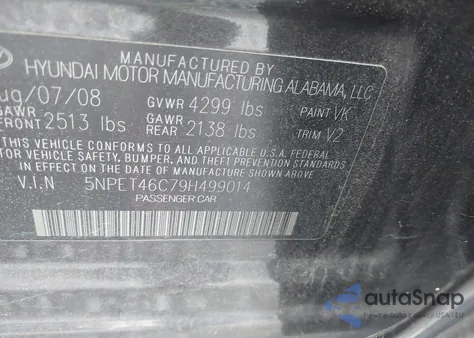 MANUFACTURED BY
HYUNDAI MOTOR MANUFACTURING ALABAMA, LLC
ug/07/08 GVWR 4299 lbs PAINT VK
GAWR FRONT 2513 lbs GAWR REAR 2138 lbs TRIM V2
THIS VEHICLE CONFORMS TO ALL APPLICABLE U.S.A. FEDERAL
MOTOR VEHICLE SAFETY, BUMPER, AND THEFT PREVENTION
STANDARDS IN EFFECT ON THE DATE OF MANUFACTURE SHOWN ABOVE.
V.I.N 5NPET46C79H499014
PASSENGER CAR
autoSnap